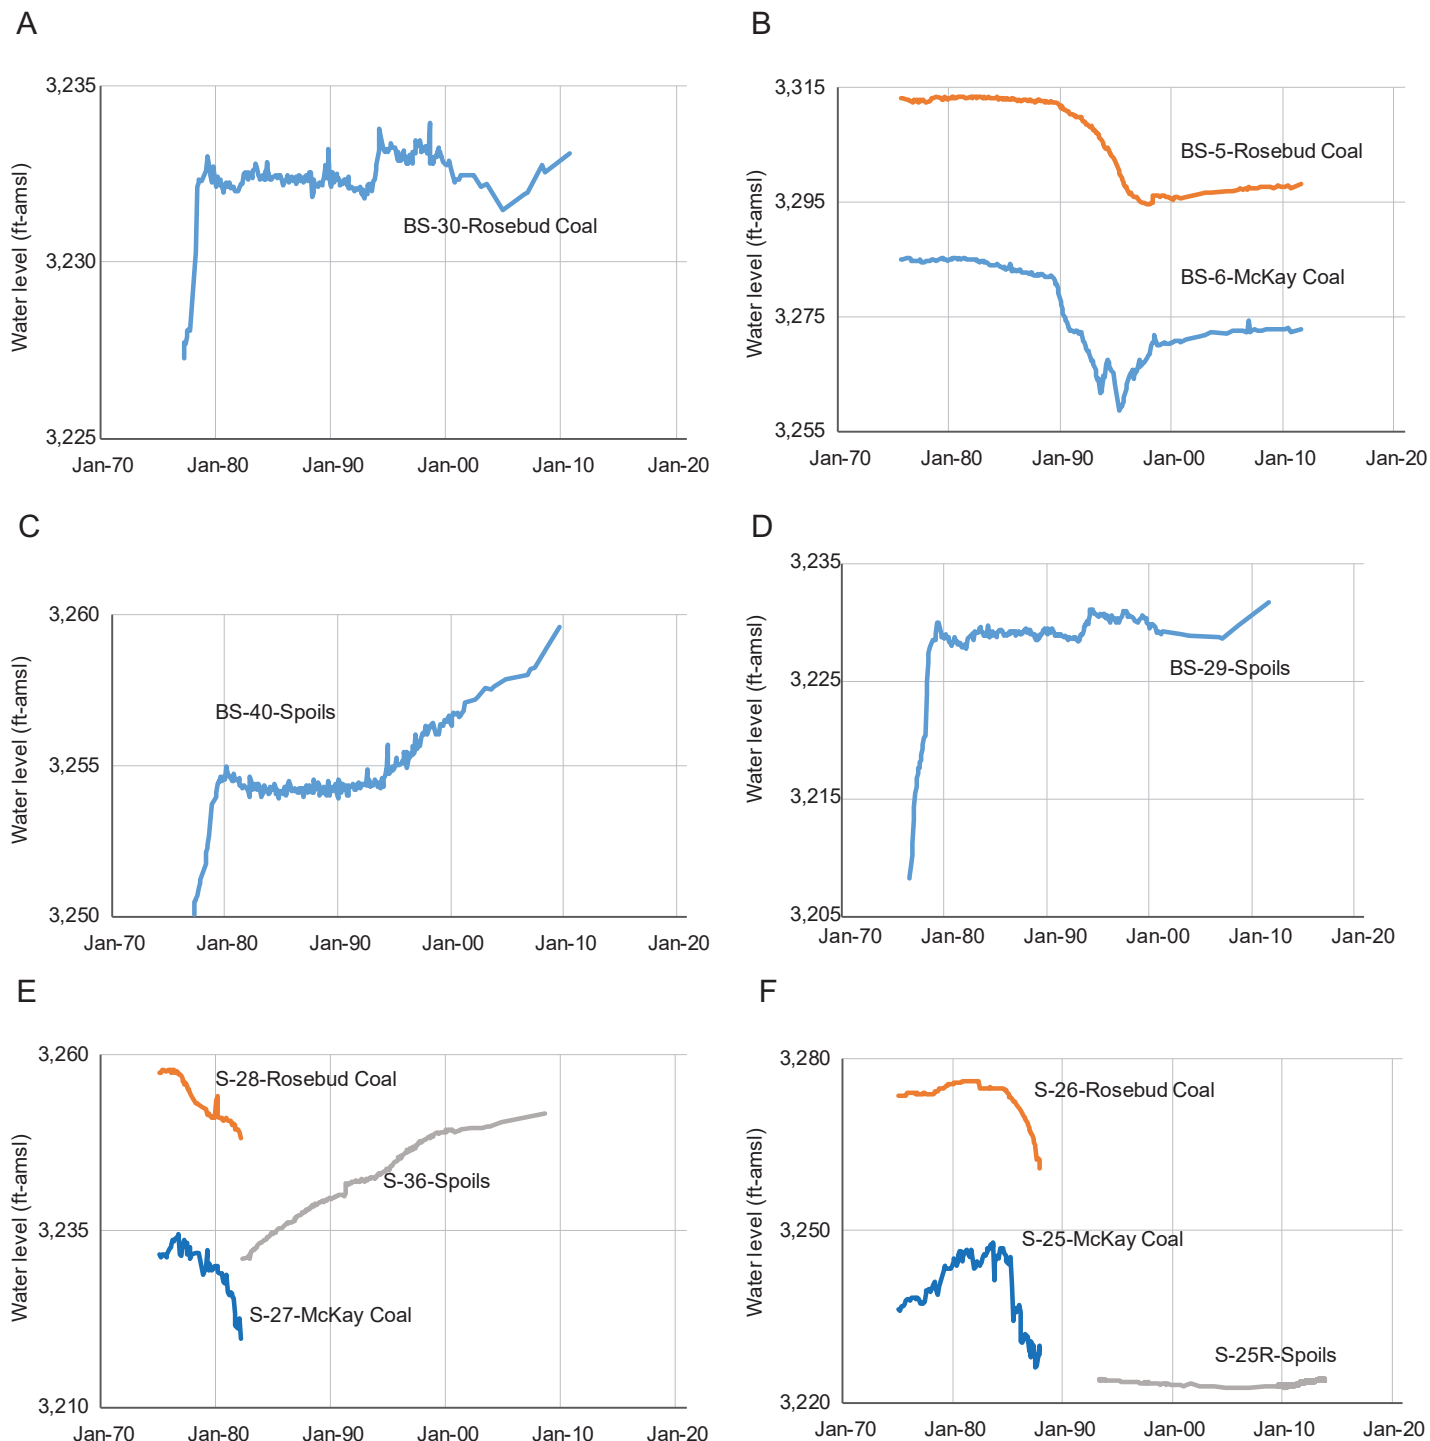 A
Water level (ft-amsl)
3,235
3,230
3,225
BS-30-Rosebud Coal
Jan-70 Jan-80 Jan-90 Jan-00 Jan-10 Jan-20
B
Water level (ft-amsl)
3,315
3,295
3,275
3,255
BS-5-Rosebud Coal
BS-6-McKay Coal
Jan-70 Jan-80 Jan-90 Jan-00 Jan-10 Jan-20
C
Water level (ft-amsl)
3,260
3,255
3,250
BS-40-Spoils
Jan-70 Jan-80 Jan-90 Jan-00 Jan-10 Jan-20
D
Water level (ft-amsl)
3,235
3,225
3,215
3,205
BS-29-Spoils
Jan-70 Jan-80 Jan-90 Jan-00 Jan-10 Jan-20
E
Water level (ft-amsl)
3,260
3,235
3,210
S-28-Rosebud Coal
S-36-Spoils
S-27-McKay Coal
Jan-70 Jan-80 Jan-90 Jan-00 Jan-10 Jan-20
F
Water level (ft-amsl)
3,280
3,250
3,220
S-26-Rosebud Coal
S-25-McKay Coal
S-25R-Spoils
Jan-70 Jan-80 Jan-90 Jan-00 Jan-10 Jan-20